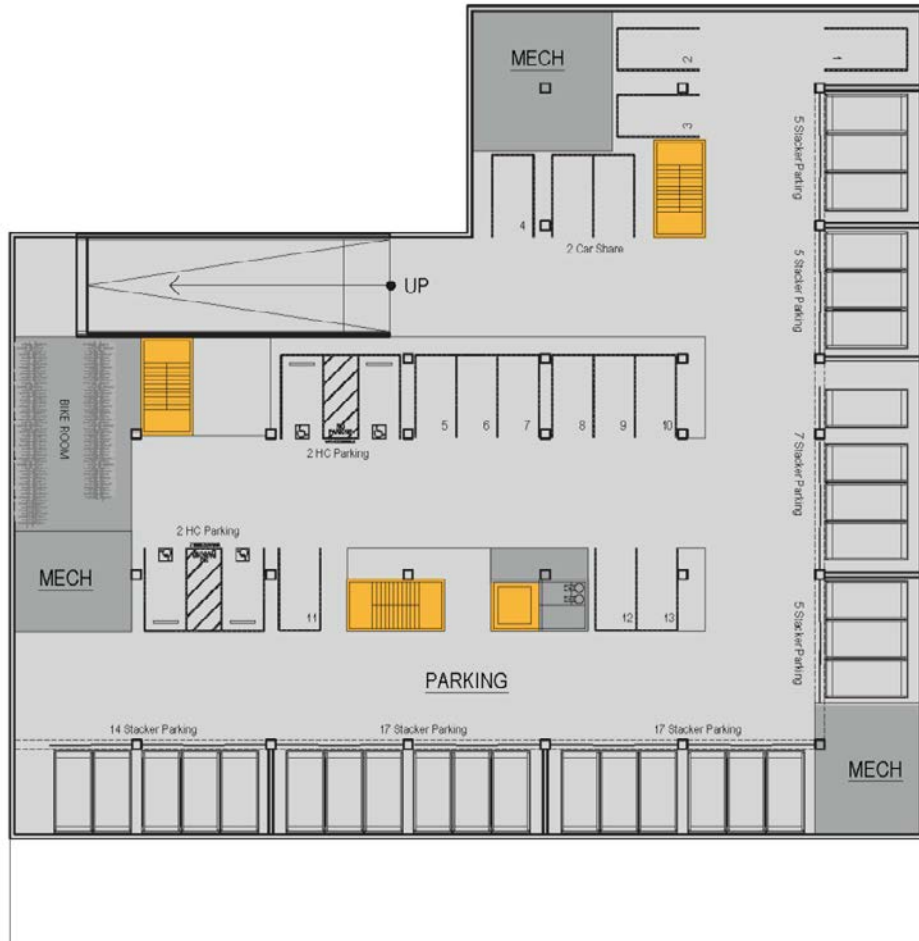 MECH
2
1
3
5 Stacker Parking
4
2 Car Share
UP
5 Stacker Parking
BIKE ROOM
5
6
7
8
9
10
2 HC Parking
7 Stacker Parking
2 HC Parking
MECH
11
12
13
5 Stacker Parking
PARKING
14 Stacker Parking
17 Stacker Parking
17 Stacker Parking
MECH